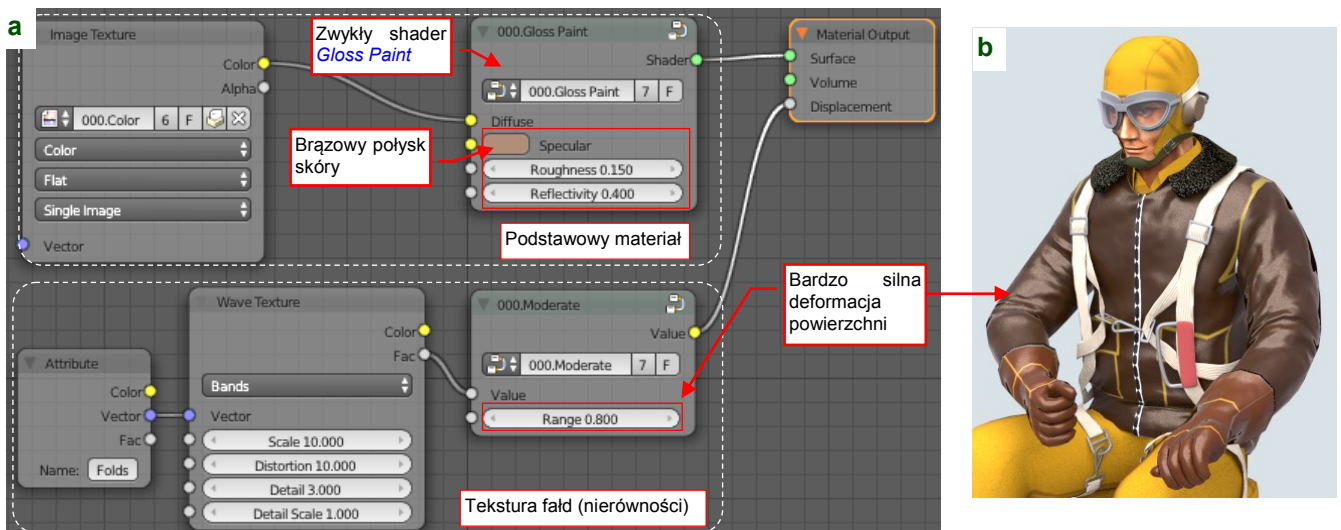 a
Image Texture
Color
Alpha
000.Color 6 F
Color
Flat
Single Image
Vector
Zwykły shader
Gloss Paint
Brązowy połysk
skóry
000.Gloss Paint
Shader
000.Gloss Paint 7 F
Diffuse
Specular
Roughness 0.150
Reflectivity 0.400
Podstawowy materiał
Material Output
Surface
Volume
Displacement
Attribute
Color
Vector
Fac
Name: Folds
Wave Texture
Color
Fac
Bands
Vector
Scale 10.000
Distortion 10.000
Detail 3.000
Detail Scale 1.000
000.Moderate
Value
000.Moderate 7 F
Value
Range 0.800
Tekstura fałd (nierówności)
Bardzo silna
deformacja
powierzchni
b